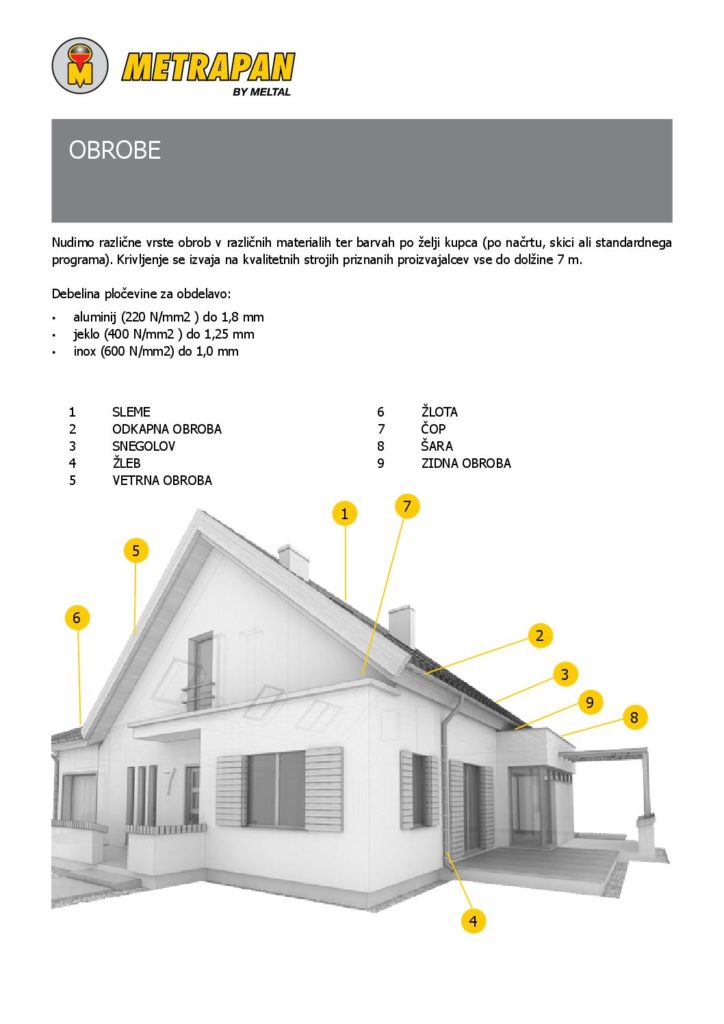 M
METRAPAN
BY MELTAL
OBROBE
Nudimo različne vrste obrob v različnih materialih ter barvah po želji kupca (po načrtu, skici ali standardnega
programa). Krivljenje se izvaja na kvalitetnih strojih priznanih proizvajalcev vse do dolžine 7 m.
Debelina pločevine za obdelavo:
• aluminij (220 N/mm2 ) do 1,8 mm
• jeklo (400 N/mm2 ) do 1,25 mm
• inox (600 N/mm2) do 1,0 mm
1 SLEME
2 ODKAPNA OBROBA
3 SNEGOLOV
4 ŽLEB
5 VETRNA OBROBA
6 ŽLOTA
7 ČOP
8 ŠARA
9 ZIDNA OBROBA
7
1
5
6
2
3
9
8
4